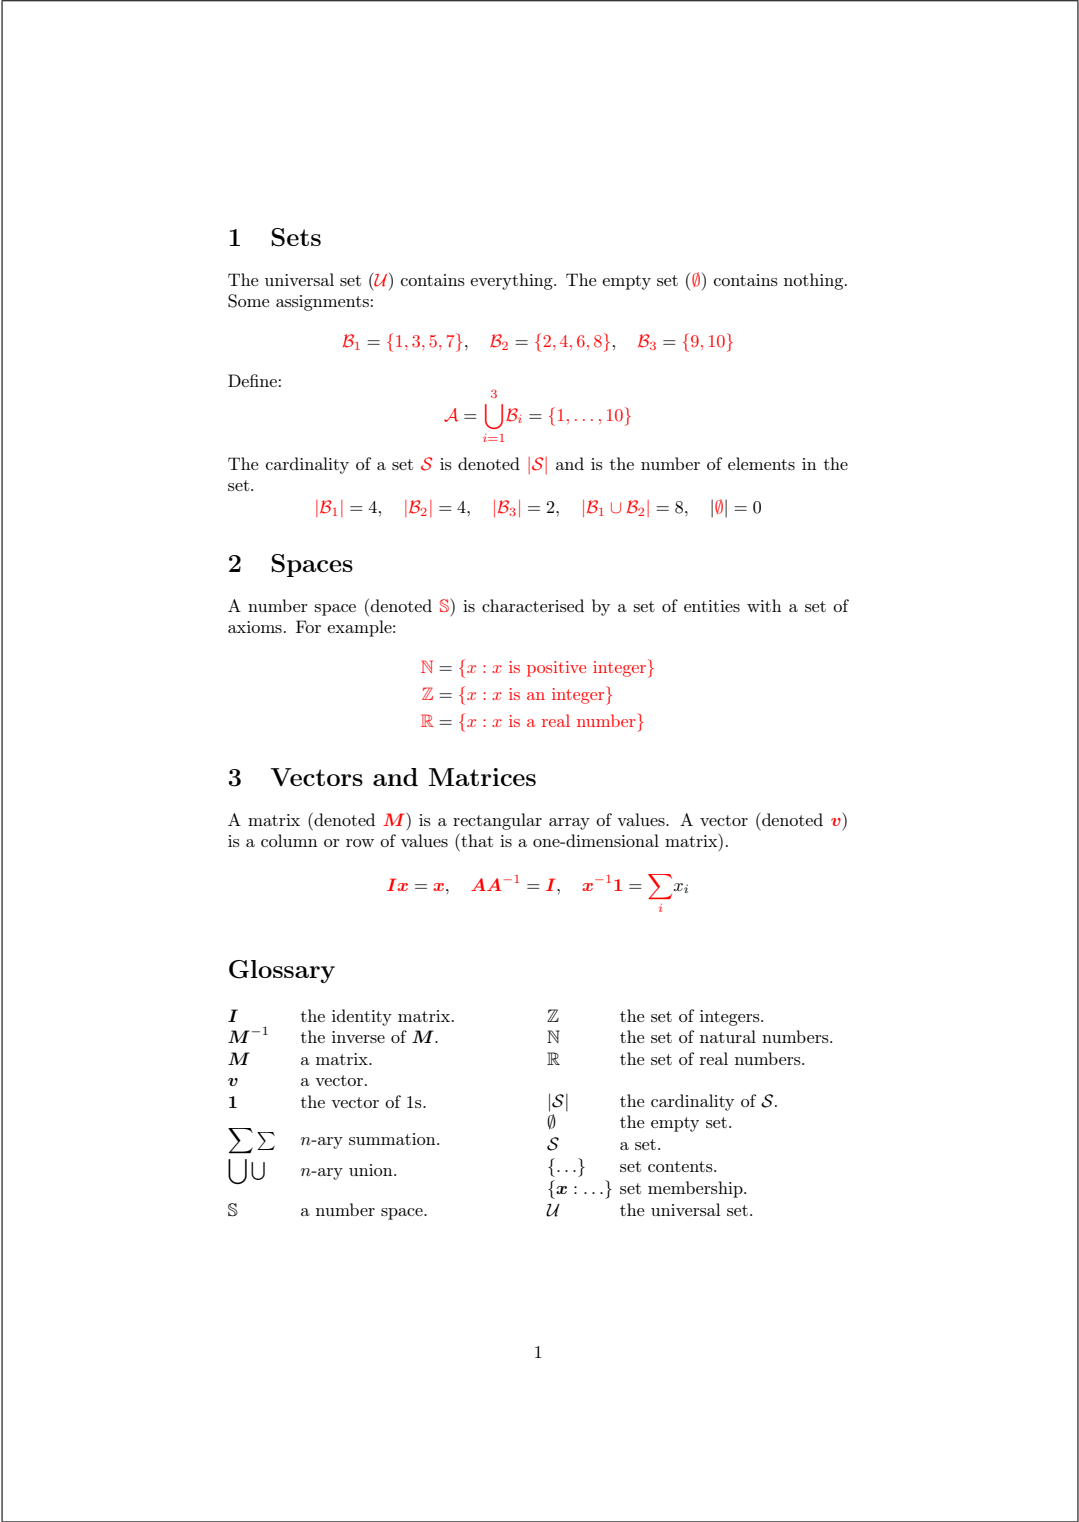 1 Sets
The universal set (𝒰) contains everything. The empty set (∅) contains nothing.
Some assignments:
ℬ₁ = {1, 3, 5, 7}, ℬ₂ = {2, 4, 6, 8}, ℬ₃ = {9, 10}
Define:
𝒜 = ⋃_{i=1}^{3} ℬᵢ = {1, . . . , 10}
The cardinality of a set 𝒮 is denoted |𝒮| and is the number of elements in the
set.
|ℬ₁| = 4, |ℬ₂| = 4, |ℬ₃| = 2, |ℬ₁ ∪ ℬ₂| = 8, |∅| = 0
2 Spaces
A number space (denoted 𝕊) is characterised by a set of entities with a set of
axioms. For example:
ℕ = {x : x is positive integer}
ℤ = {x : x is an integer}
ℝ = {x : x is a real number}
3 Vectors and Matrices
A matrix (denoted 𝑴) is a rectangular array of values. A vector (denoted 𝒗)
is a column or row of values (that is a one-dimensional matrix).
𝑰𝒙 = 𝒙, 𝑨𝑨⁻¹ = 𝑰, 𝒙⁻¹𝟏 = ∑_{i} xᵢ
Glossary
𝑰 the identity matrix.
𝑴⁻¹ the inverse of 𝑴.
𝑴 a matrix.
𝒗 a vector.
𝟏 the vector of 1s.
∑ ∑ n-ary summation.
⋃ ⋃ n-ary union.
𝕊 a number space.
ℤ the set of integers.
ℕ the set of natural numbers.
ℝ the set of real numbers.
|𝒮| the cardinality of 𝒮.
∅ the empty set.
𝒮 a set.
{. . .} set contents.
{𝒙 : . . .} set membership.
𝒰 the universal set.
1